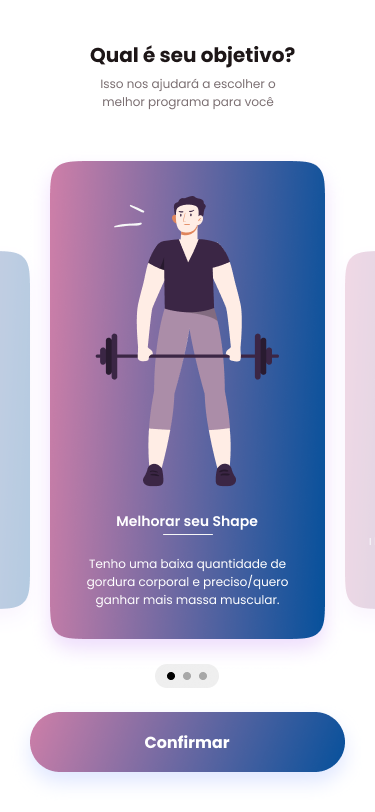 Qual é seu objetivo?
Isso nos ajudará a escolher o
melhor programa para você
Melhorar seu Shape
Tenho uma baixa quantidade de
gordura corporal e preciso/quero
ganhar mais massa muscular.
Confirmar